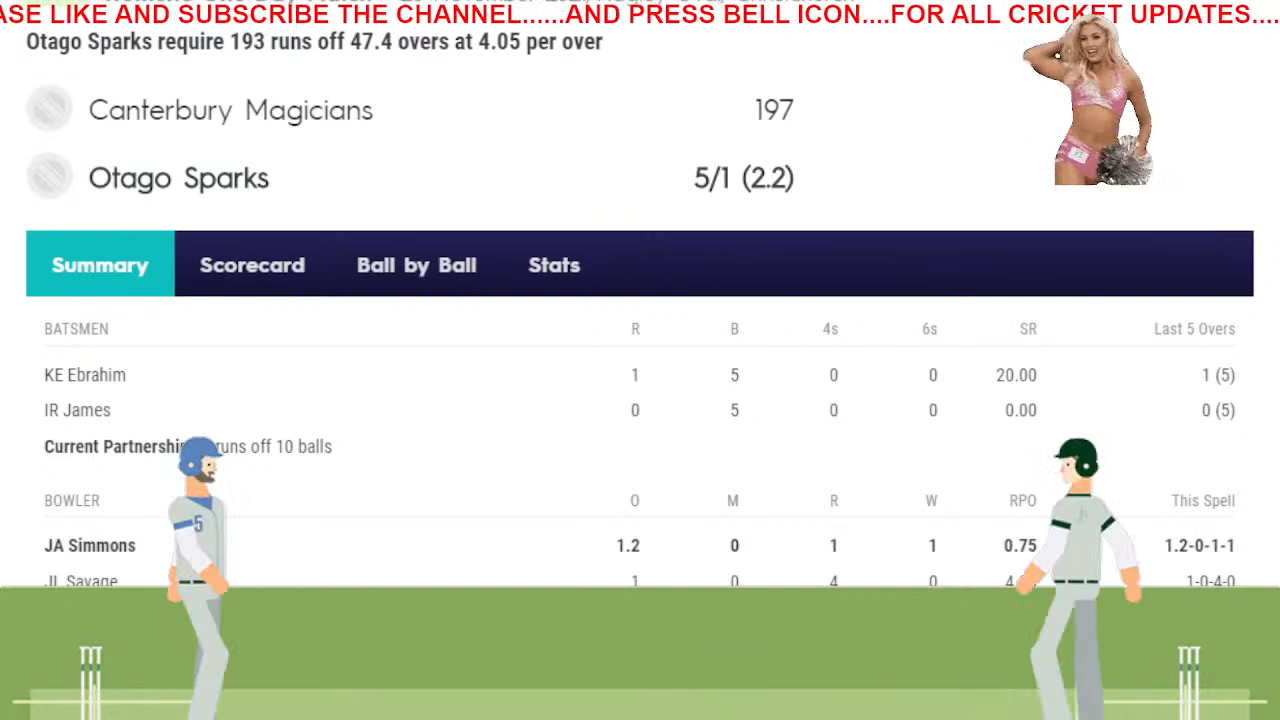 ASE LIKE AND SUBSCRIBE THE CHANNEL......AND PRESS BELL ICON....FOR ALL CRICKET UPDATES....
Otago Sparks require 193 runs off 47.4 overs at 4.05 per over
Canterbury Magicians 197
Otago Sparks 5/1 (2.2)
Summary Scorecard Ball by Ball Stats
BATSMEN R B 4s 6s SR Last 5 Overs
KE Ebrahim 1 5 0 0 20.00 1 (5)
IR James 0 5 0 0 0.00 0 (5)
Current Partnership runs off 10 balls
BOWLER O M R W RPO This Spell
5
JA Simmons 1.2 0 1 1 0.75 1.2-0-1-1
JL Savage 1 0 4 0 1-0-4-0